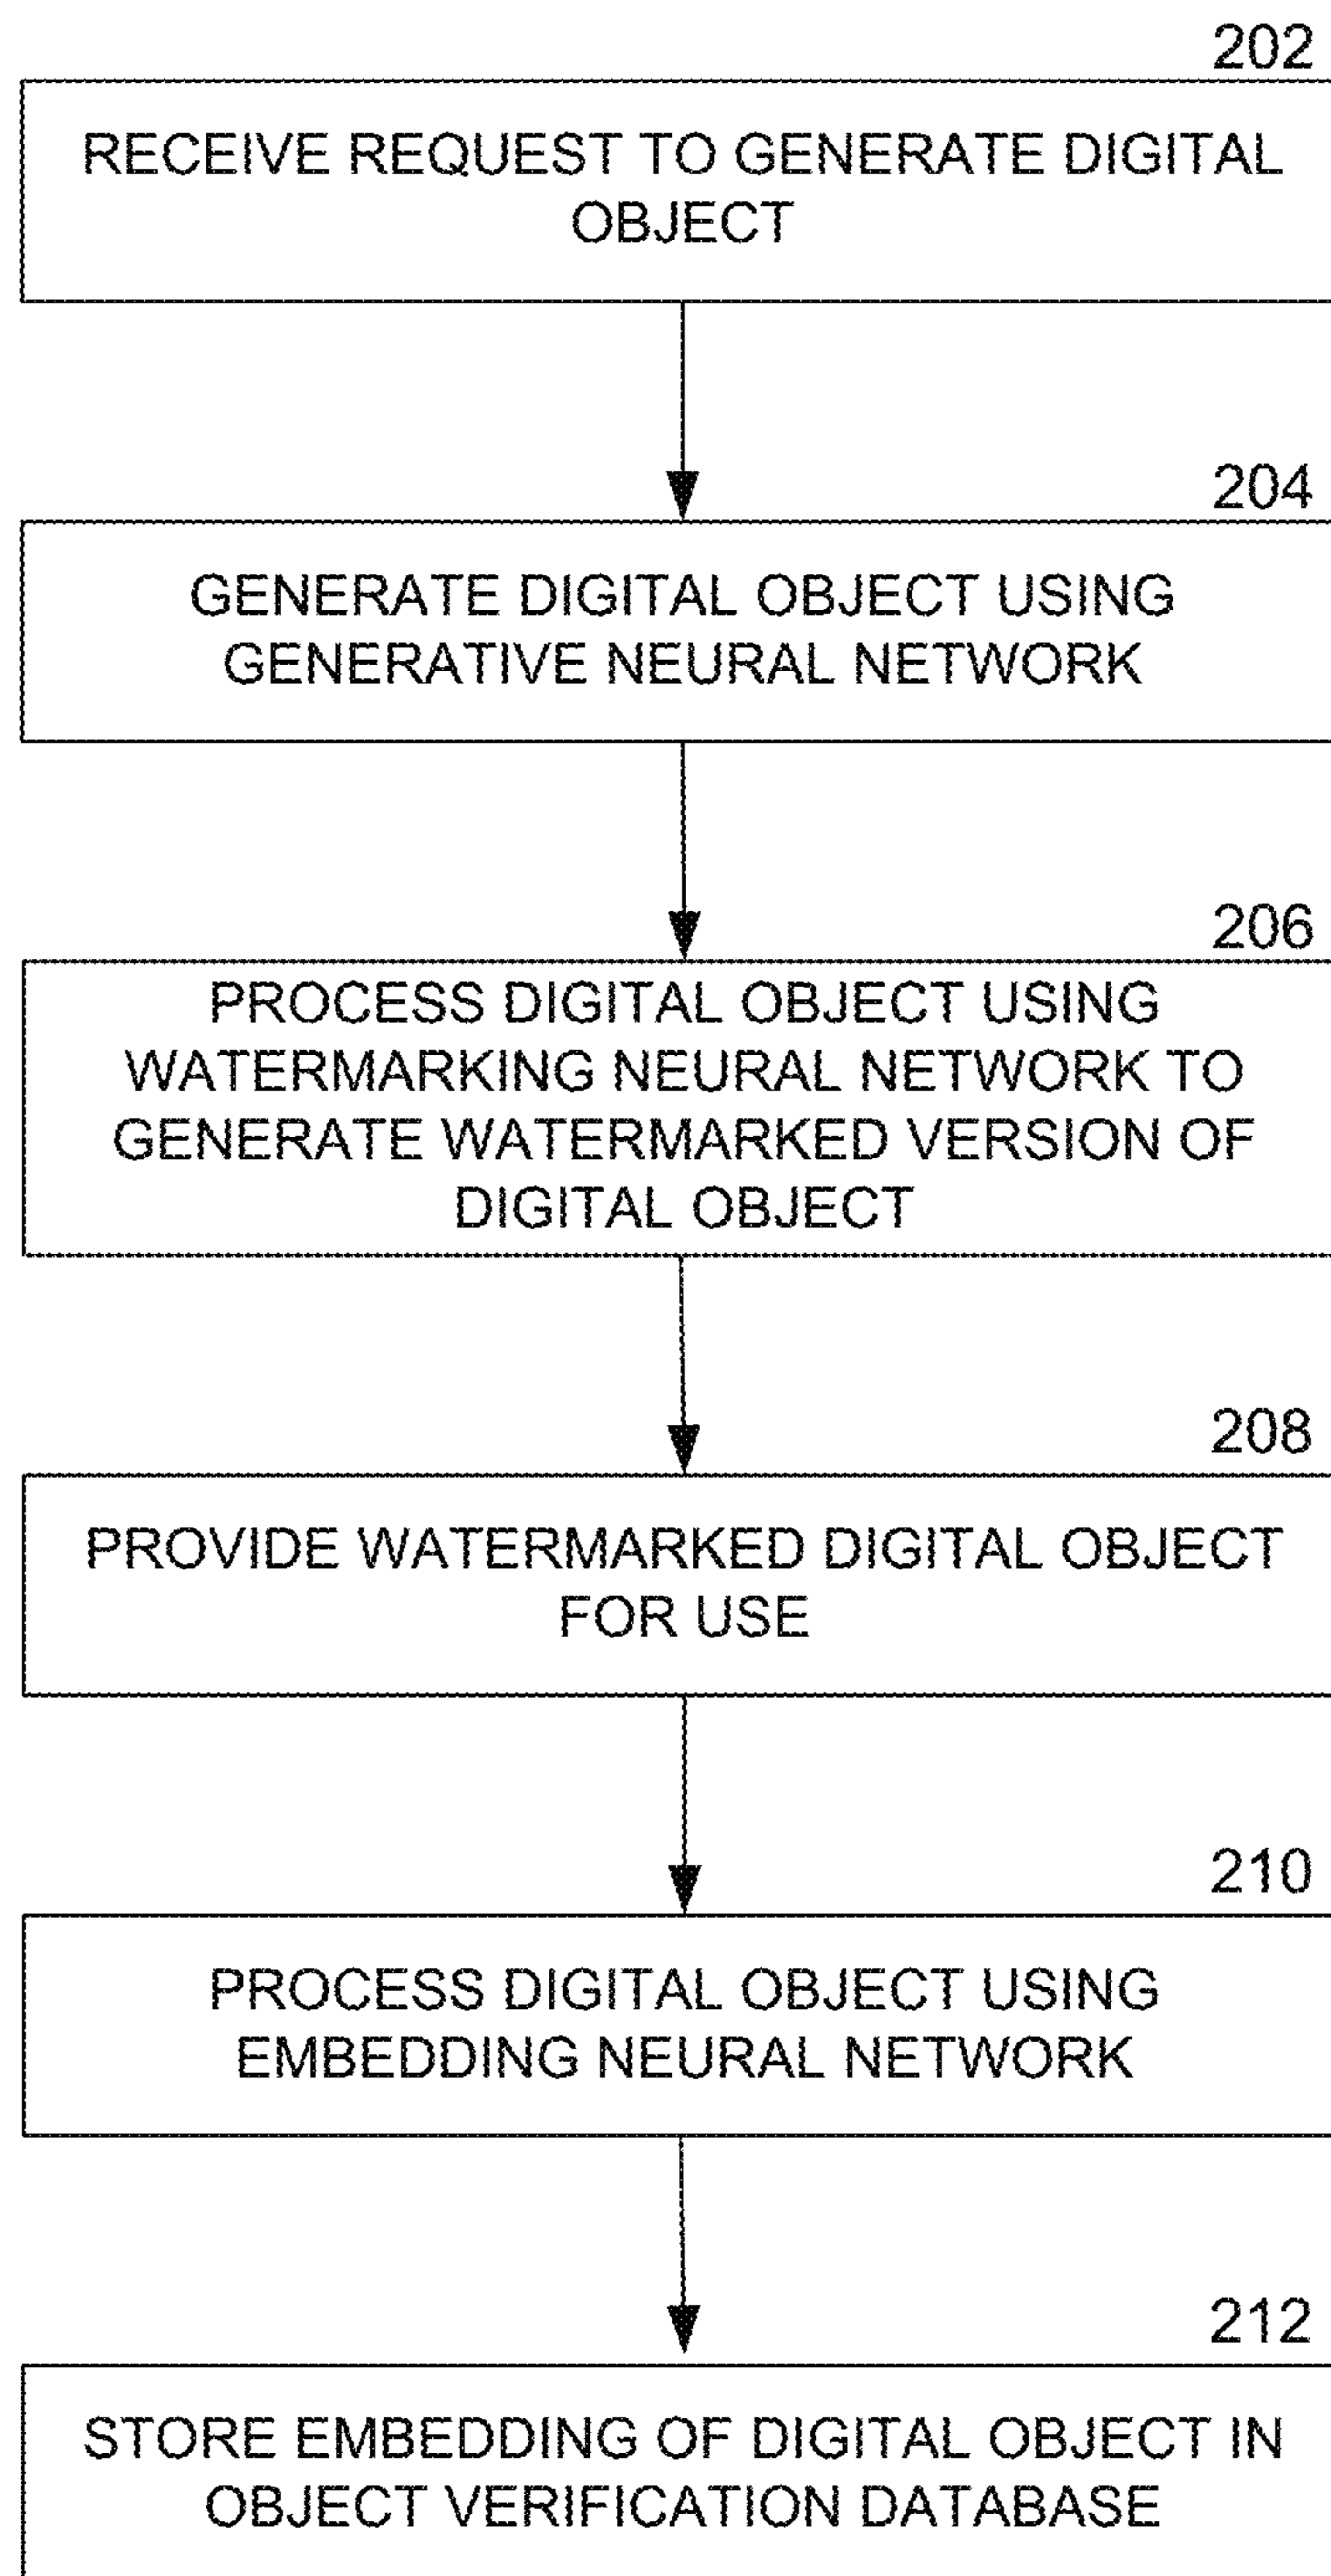 202
RECEIVE REQUEST TO GENERATE DIGITAL
OBJECT
204
GENERATE DIGITAL OBJECT USING
GENERATIVE NEURAL NETWORK
206
PROCESS DIGITAL OBJECT USING
WATERMARKING NEURAL NETWORK TO
GENERATE WATERMARKED VERSION OF
DIGITAL OBJECT
208
PROVIDE WATERMARKED DIGITAL OBJECT
FOR USE
210
PROCESS DIGITAL OBJECT USING
EMBEDDING NEURAL NETWORK
212
STORE EMBEDDING OF DIGITAL OBJECT IN
OBJECT VERIFICATION DATABASE